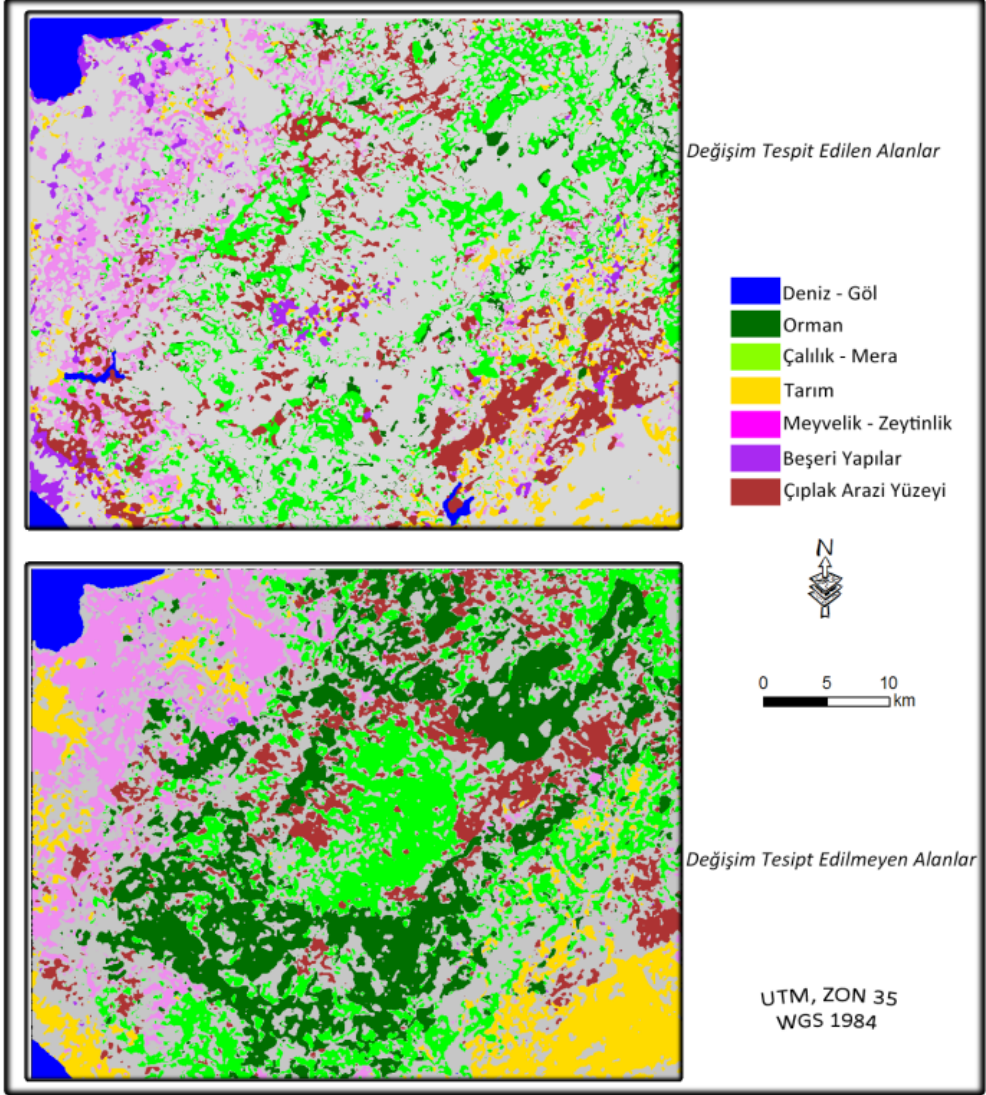 Değişim Tespit Edilen Alanlar
Deniz - Göl
Orman
Çalılık - Mera
Tarım
Meyvelik - Zeytinlik
Beşeri Yapılar
Çıplak Arazi Yüzeyi
N
0 5 10
km
Değişim Tesipt Edilmeyen Alanlar
UTM, ZON 35
WGS 1984